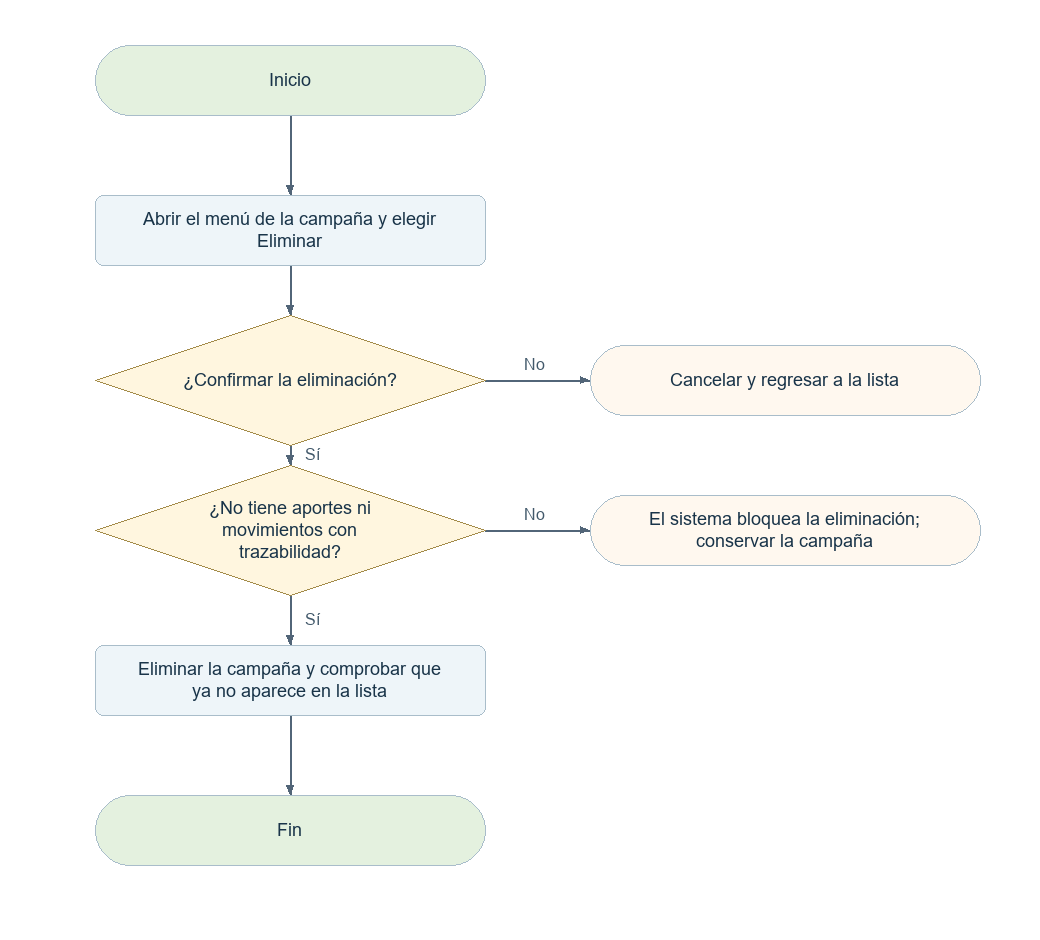 Inicio
Abrir el menú de la campaña y elegir
Eliminar
¿Confirmar la eliminación?
No
Cancelar y regresar a la lista
Sí
¿No tiene aportes ni
movimientos con
trazabilidad?
No
El sistema bloquea la eliminación;
conservar la campaña
Sí
Eliminar la campaña y comprobar que
ya no aparece en la lista
Fin